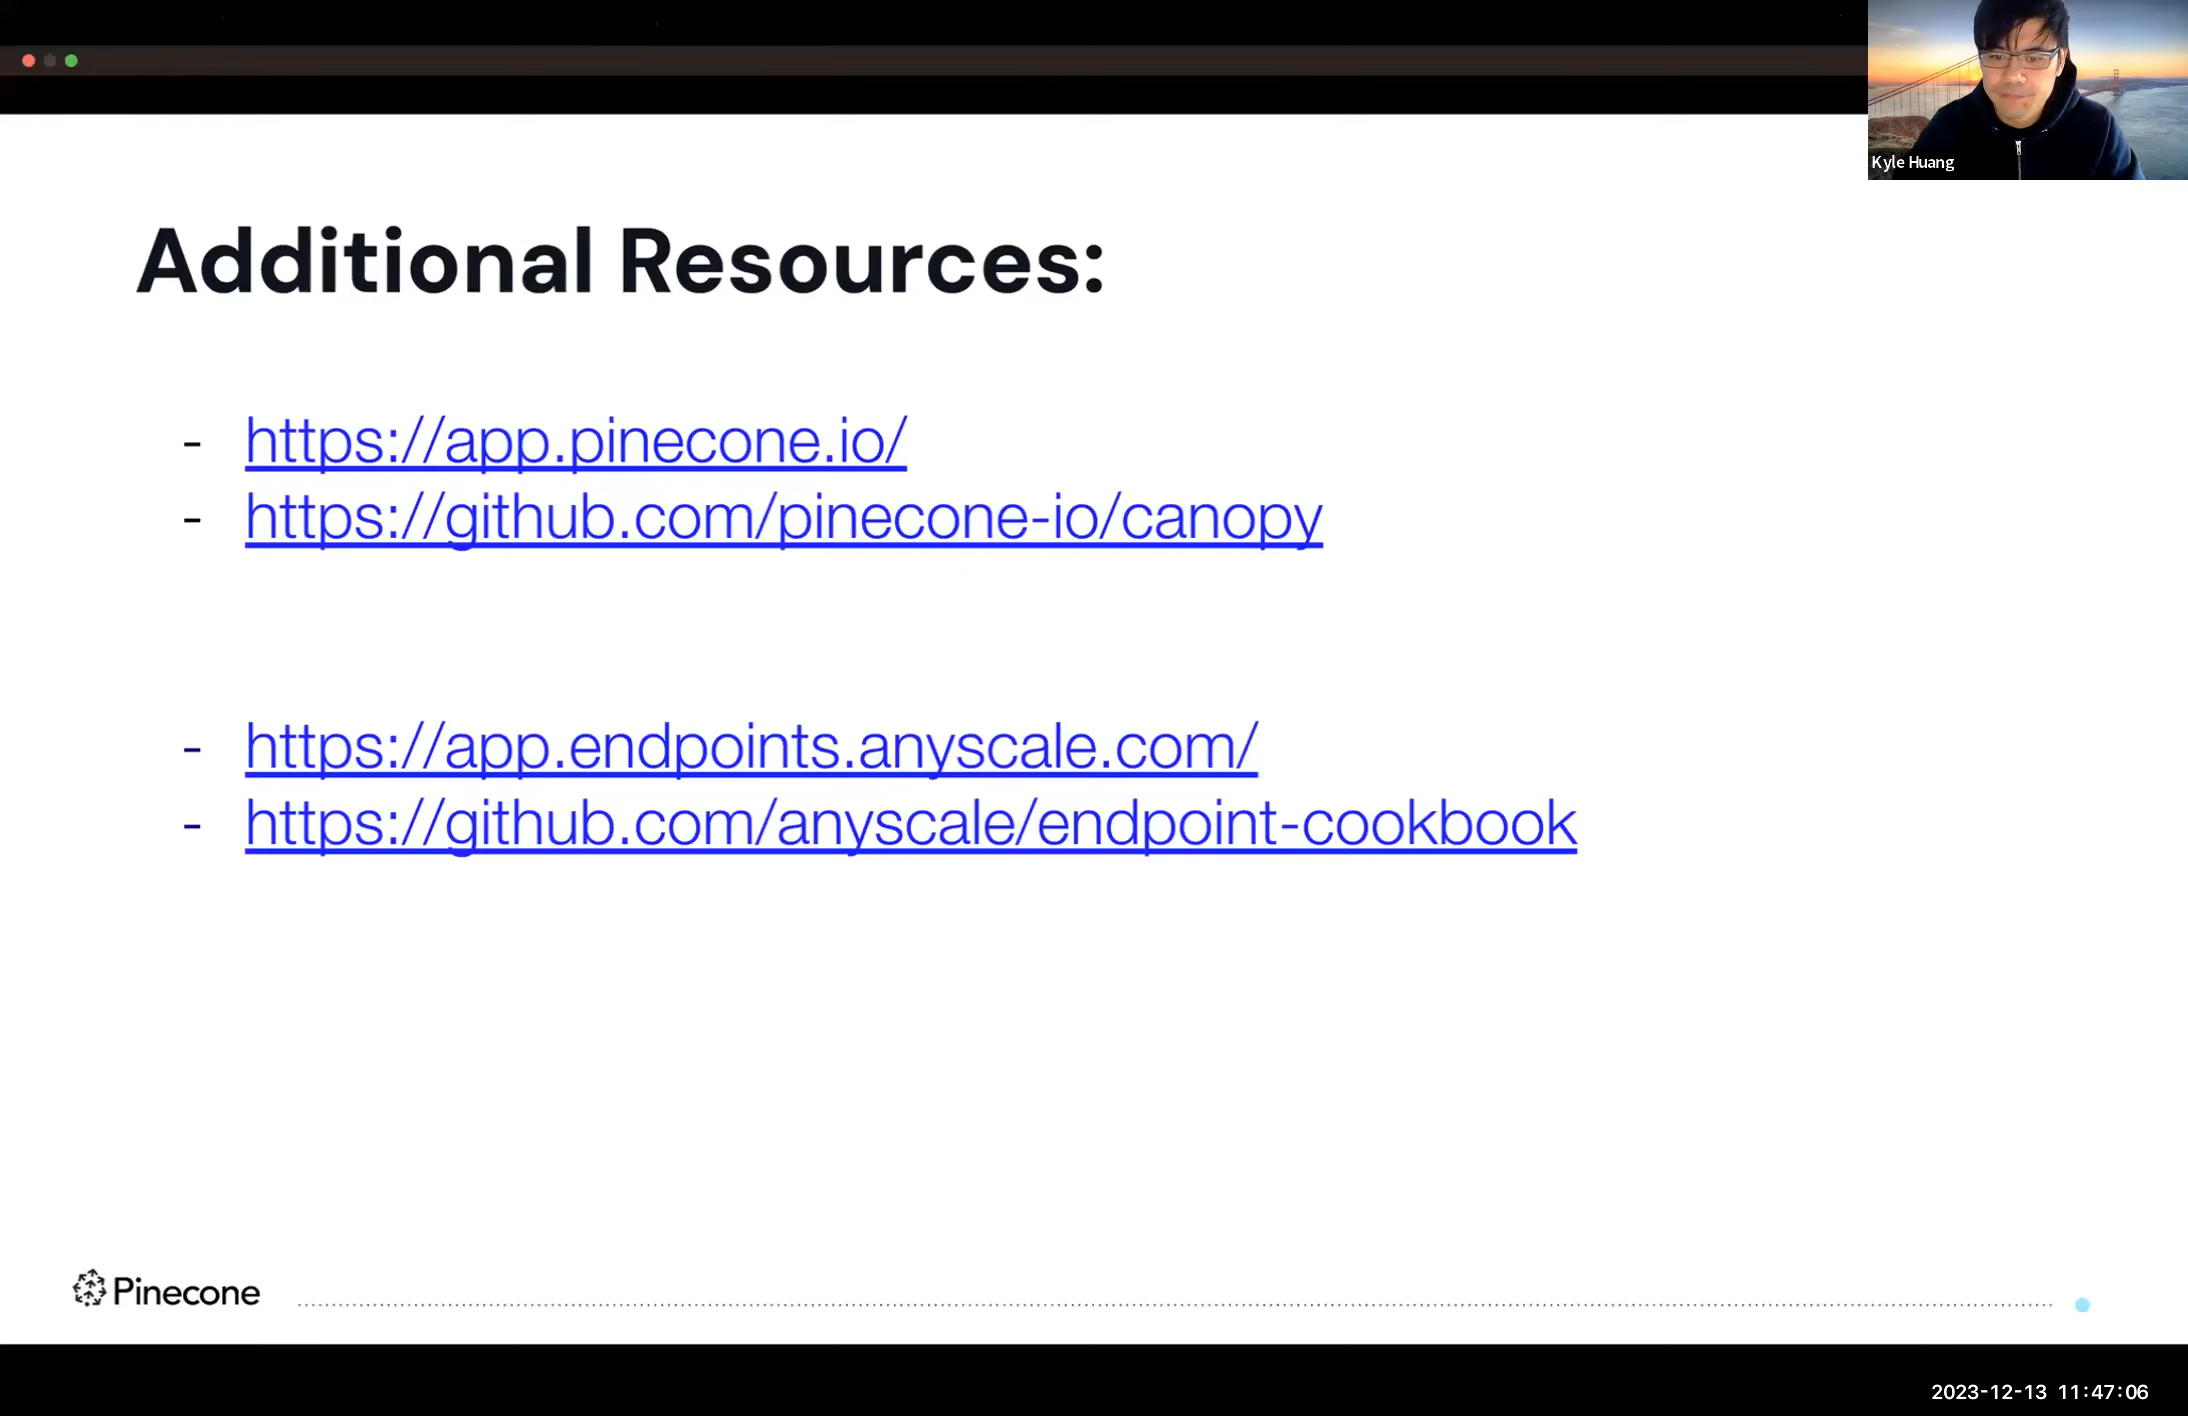 Kyle Huang
Additional Resources:
- https://app.pinecone.io/
- https://github.com/pinecone-io/canopy
- https://app.endpoints.anyscale.com/
- https://github.com/anyscale/endpoint-cookbook
Pinecone
2023-12-13 11:47:06